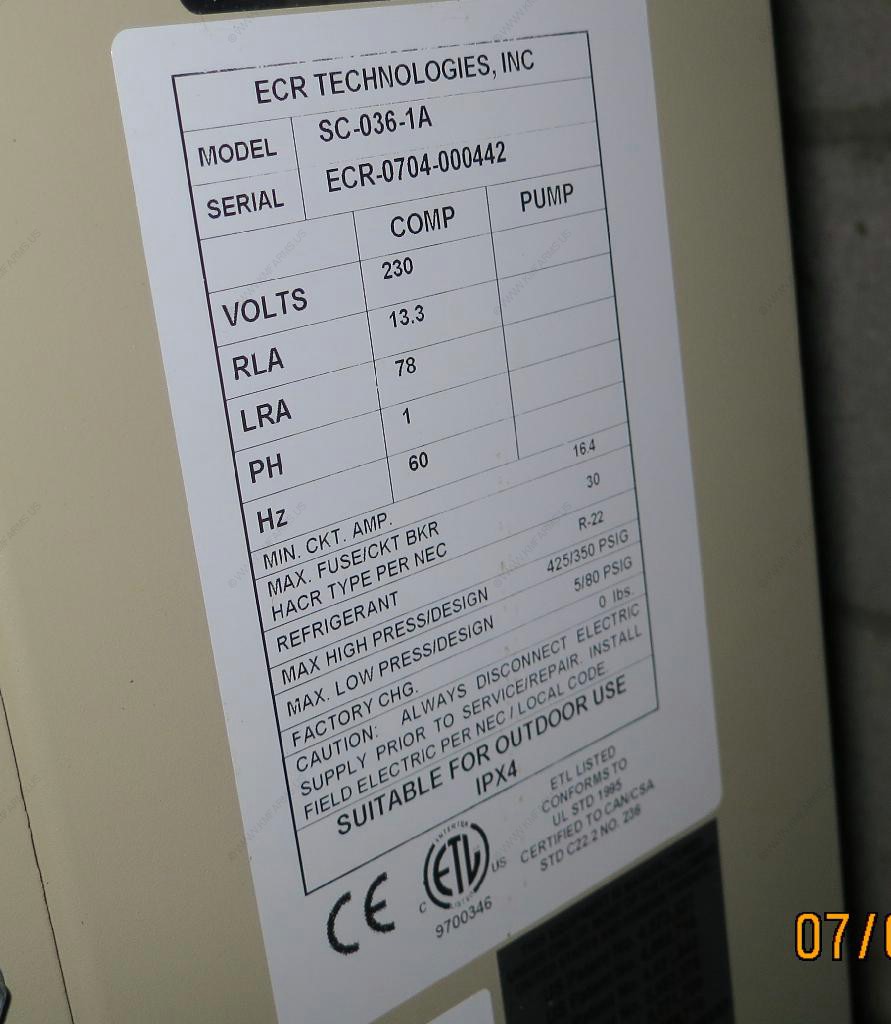 ECR TECHNOLOGIES, INC
MODEL SC-036-1A
SERIAL ECR-0704-000442
COMP PUMP
VOLTS 230
RLA 13.3
LRA 78
PH 1
Hz 60
MIN. CKT. AMP. 16.4
MAX. FUSE/CKT BKR 30
HACR TYPE PER NEC
REFRIGERANT R-22
MAX HIGH PRESS/DESIGN 425/350 PSIG
MAX. LOW PRESS/DESIGN 5/80 PSIG
FACTORY CHG. 0 lbs.
CAUTION: ALWAYS DISCONNECT ELECTRIC
SUPPLY PRIOR TO SERVICE/REPAIR. INSTALL
FIELD ELECTRIC PER NEC / LOCAL CODE.
SUITABLE FOR OUTDOOR USE
IPX4
CE
C ETL US
INTERTEK
LISTED
9700346
ETL LISTED
CONFORMS TO
UL STD 1995
CERTIFIED TO CAN/CSA
STD C22.2 NO. 236
07/